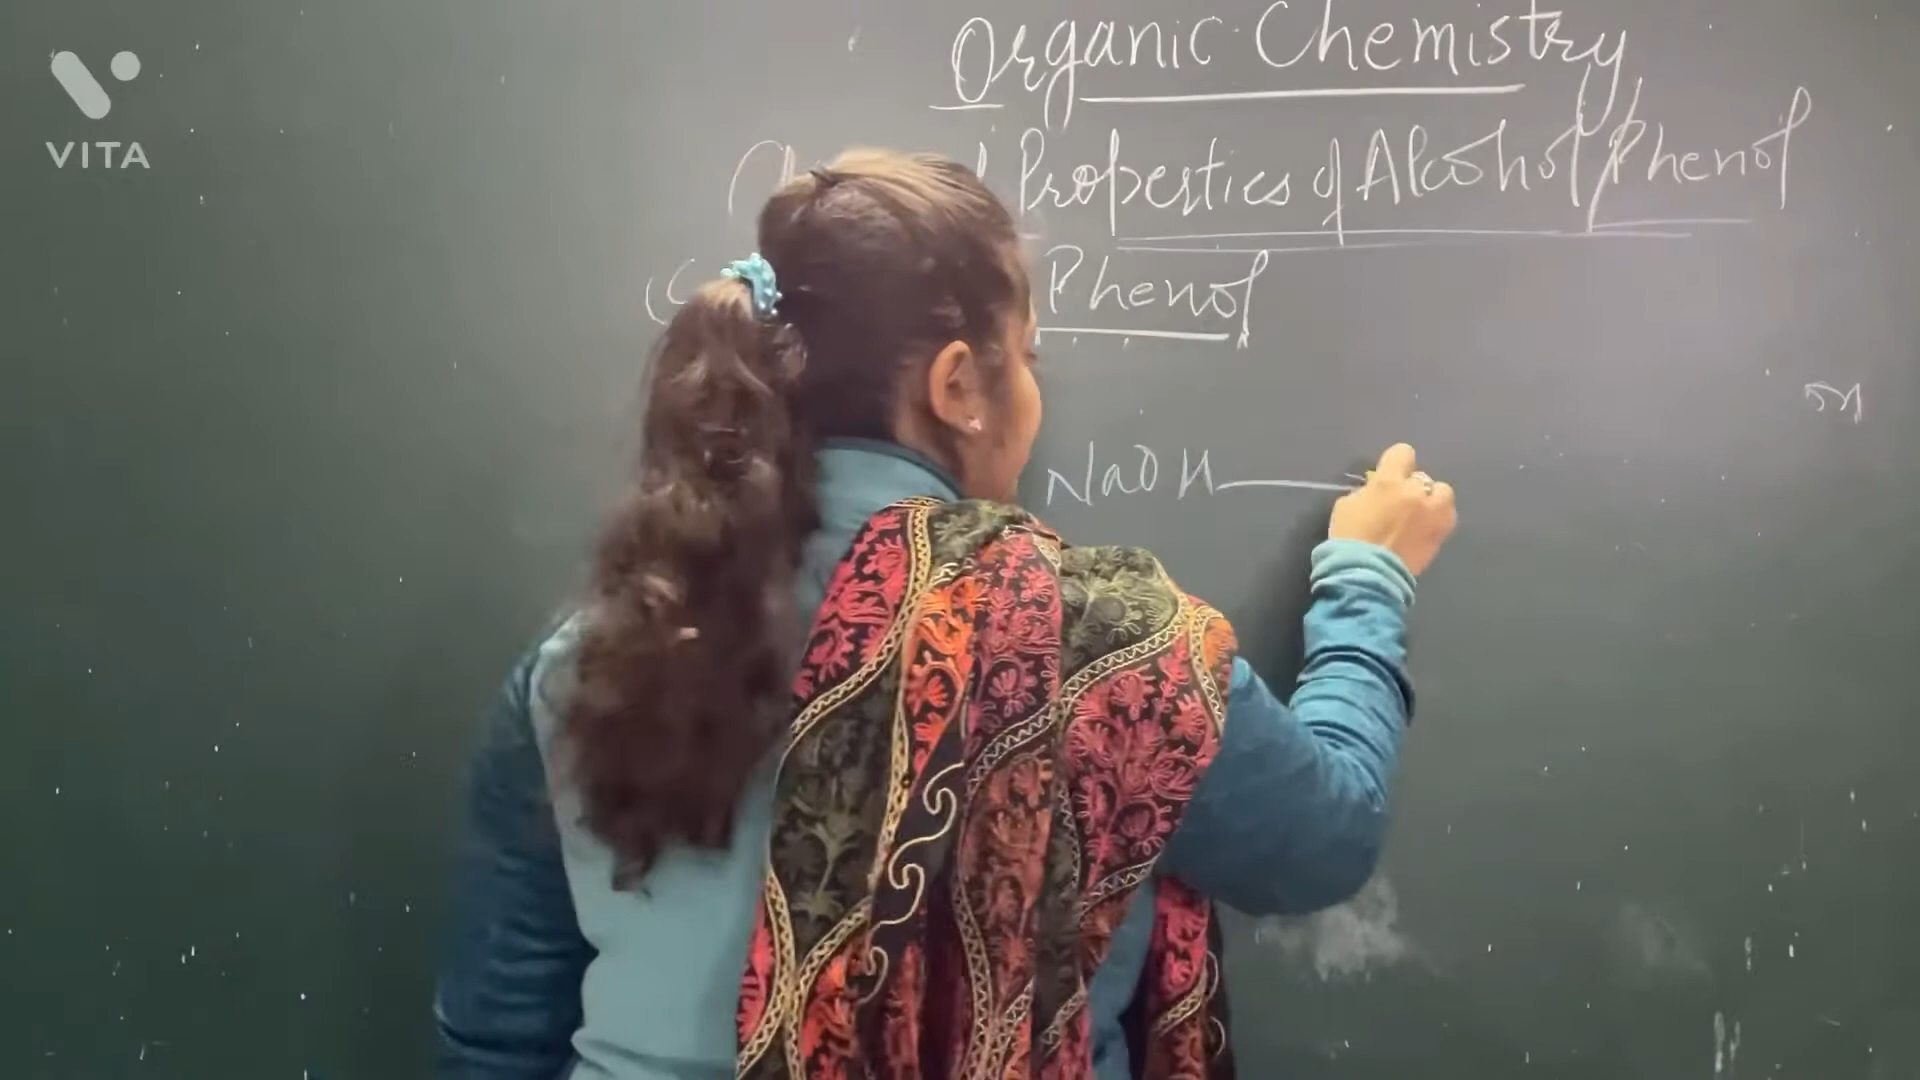 VITA
Organic Chemistry
Properties of Alcohol Phenol
Phenol
NaOH